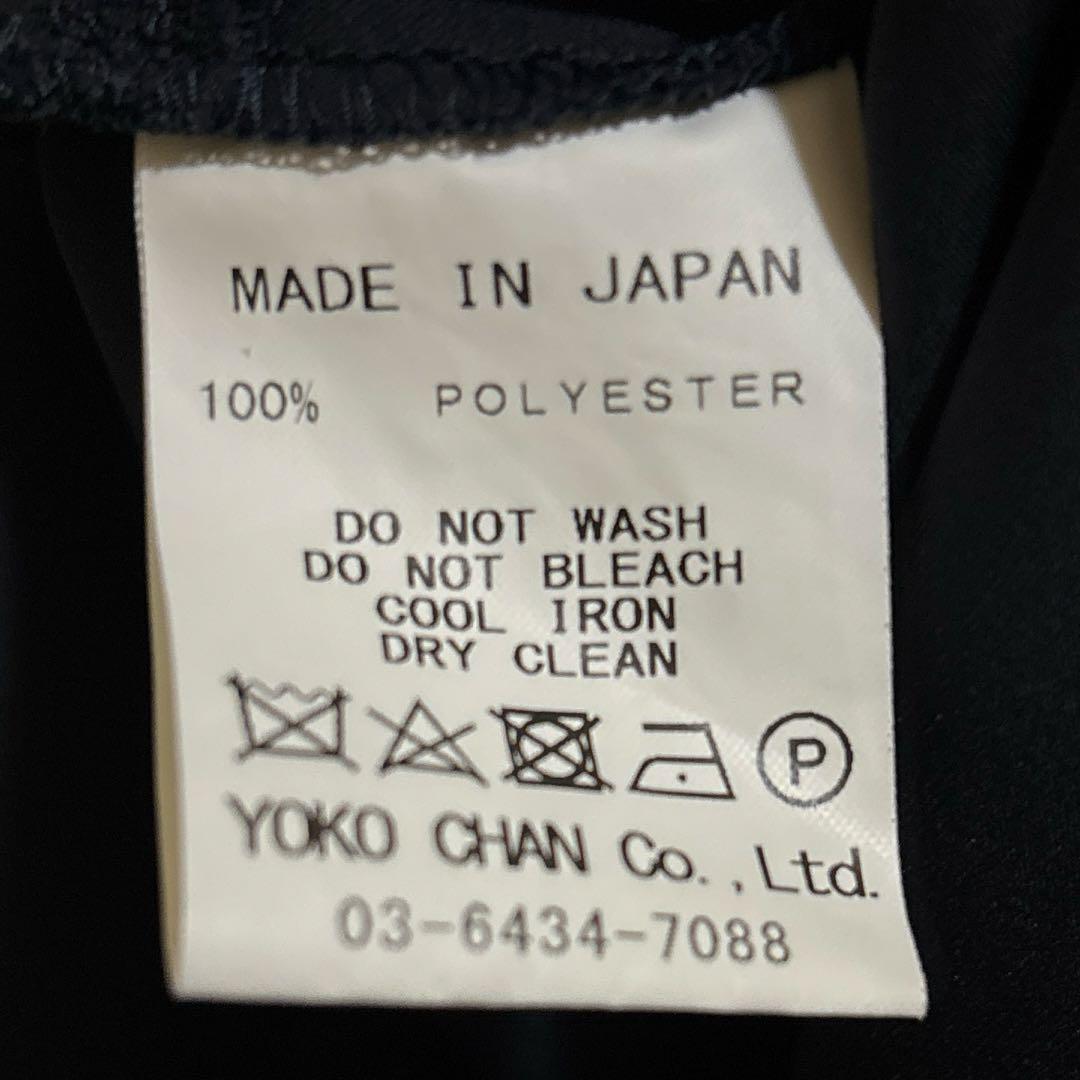 MADE IN JAPAN
100% POLYESTER
DO NOT WASH
DO NOT BLEACH
COOL IRON
DRY CLEAN
P
YOKO CHAN Co.,Ltd.
03-6434-7088